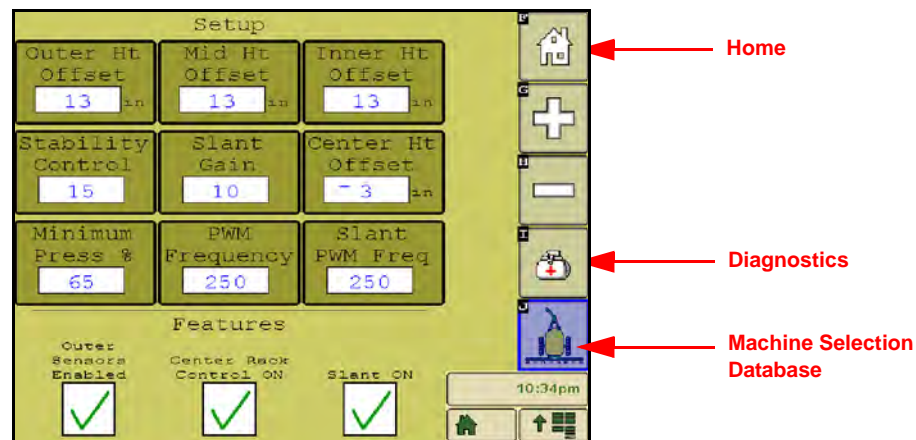 Setup
Outer Ht
Offset
13 in
Mid Ht
Offset
13 in
Inner Ht
Offset
13 in
Stability
Control
15
Slant
Gain
10
Center Ht
Offset
- 3 in
Minimum
Press %
65
PWM
Frequency
250
Slant
PWM Freq
250
Features
Outer
Sensors
Enabled
Center Rack
Control ON
Slant ON
F
G
H
I
J
10:34pm
Home
Diagnostics
Machine Selection
Database